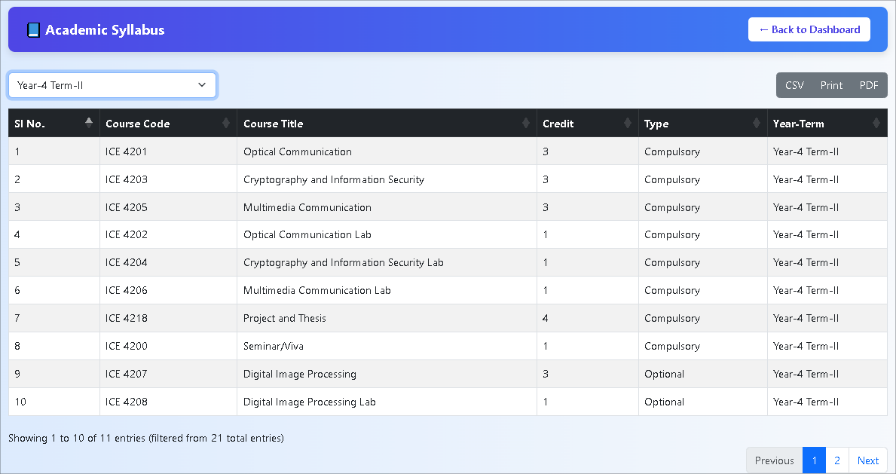 Academic Syllabus
← Back to Dashboard
Year-4 Term-II
CSV Print PDF
Sl No. Course Code Course Title Credit Type Year-Term
1 ICE 4201 Optical Communication 3 Compulsory Year-4 Term-II
2 ICE 4203 Cryptography and Information Security 3 Compulsory Year-4 Term-II
3 ICE 4205 Multimedia Communication 3 Compulsory Year-4 Term-II
4 ICE 4202 Optical Communication Lab 1 Compulsory Year-4 Term-II
5 ICE 4204 Cryptography and Information Security Lab 1 Compulsory Year-4 Term-II
6 ICE 4206 Multimedia Communication Lab 1 Compulsory Year-4 Term-II
7 ICE 4218 Project and Thesis 4 Compulsory Year-4 Term-II
8 ICE 4200 Seminar/Viva 1 Compulsory Year-4 Term-II
9 ICE 4207 Digital Image Processing 3 Optional Year-4 Term-II
10 ICE 4208 Digital Image Processing Lab 1 Optional Year-4 Term-II
Showing 1 to 10 of 11 entries (filtered from 21 total entries)
Previous 1 2 Next